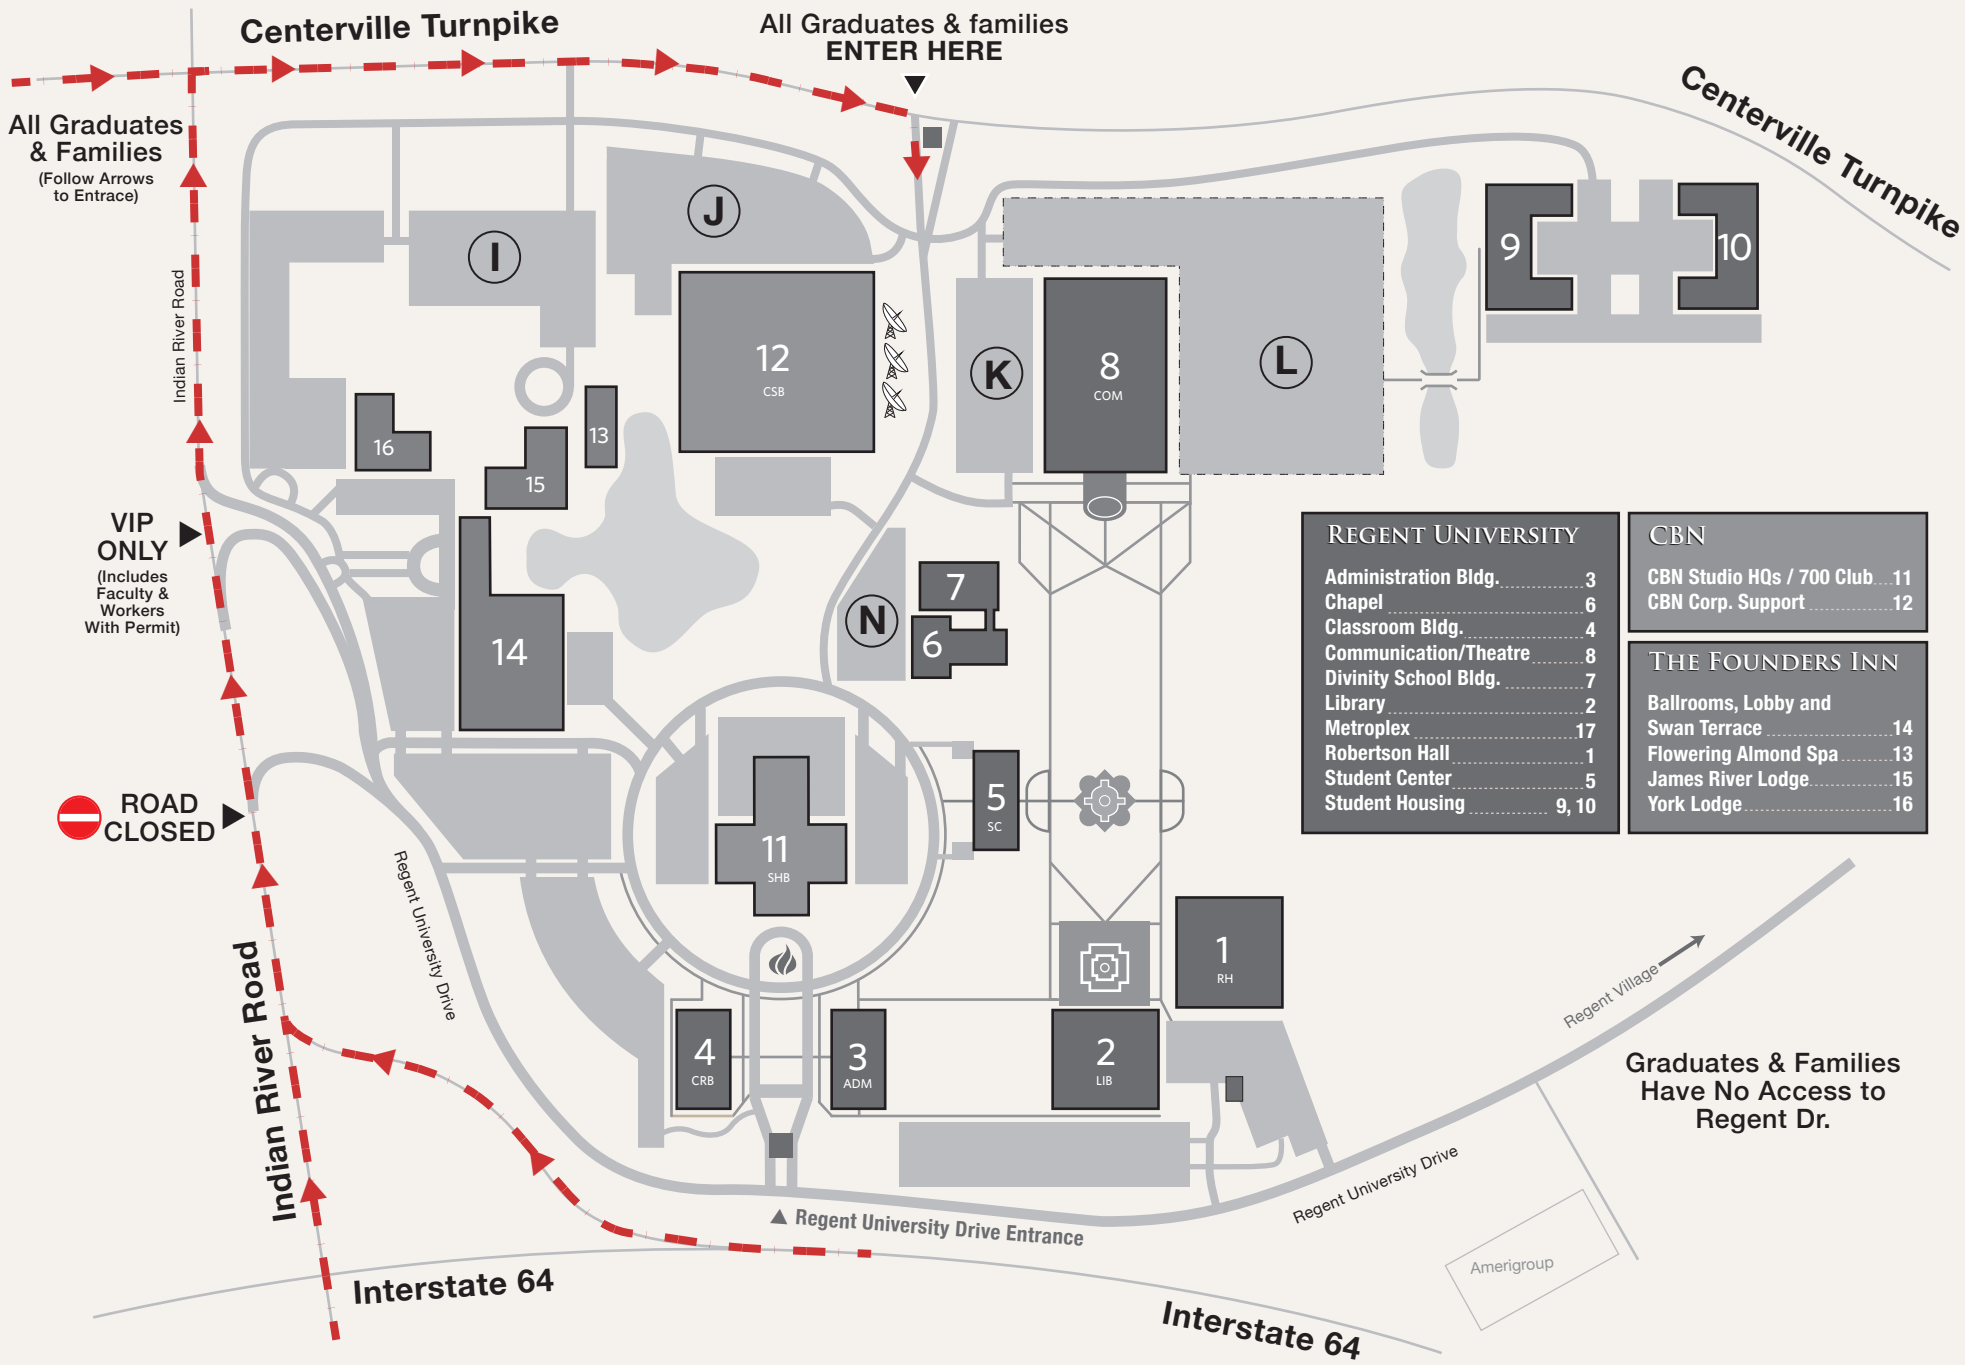 Centerville Turnpike
All Graduates & families
ENTER HERE
Centerville Turnpike
All Graduates
& Families
(Follow Arrows
to Entrace)
Indian River Road
I
J
K
L
N
9
10
12
CSB
8
COM
16
15
13
14
7
6
VIP
ONLY
(Includes
Faculty &
Workers
With Permit)
ROAD
CLOSED
11
SHB
5
SC
1
RH
4
CRB
3
ADM
2
LIB
REGENT UNIVERSITY
Administration Bldg. 3
Chapel 6
Classroom Bldg. 4
Communication/Theatre 8
Divinity School Bldg. 7
Library 2
Metroplex 17
Robertson Hall 1
Student Center 5
Student Housing 9, 10
CBN
CBN Studio HQs / 700 Club 11
CBN Corp. Support 12
THE FOUNDERS INN
Ballrooms, Lobby and
Swan Terrace 14
Flowering Almond Spa 13
James River Lodge 15
York Lodge 16
Regent University Drive
Indian River Road
Regent Village
Graduates & Families
Have No Access to
Regent Dr.
Regent University Drive
Regent University Drive Entrance
Amerigroup
Interstate 64
Interstate 64